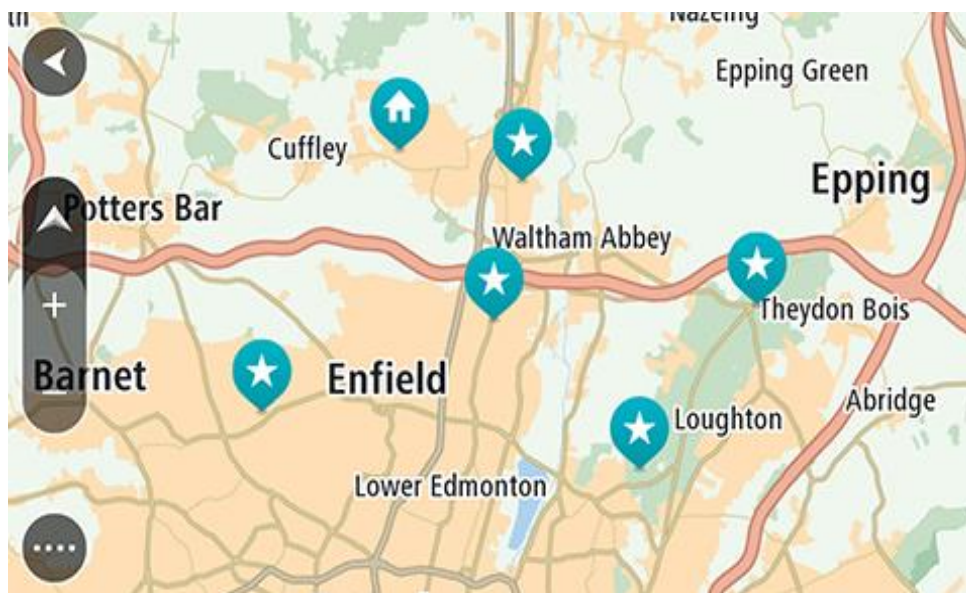 Nazeing
Epping Green
Cuffley
Epping
Potters Bar
Waltham Abbey
Theydon Bois
Barnet
Enfield
Abridge
Loughton
Lower Edmonton